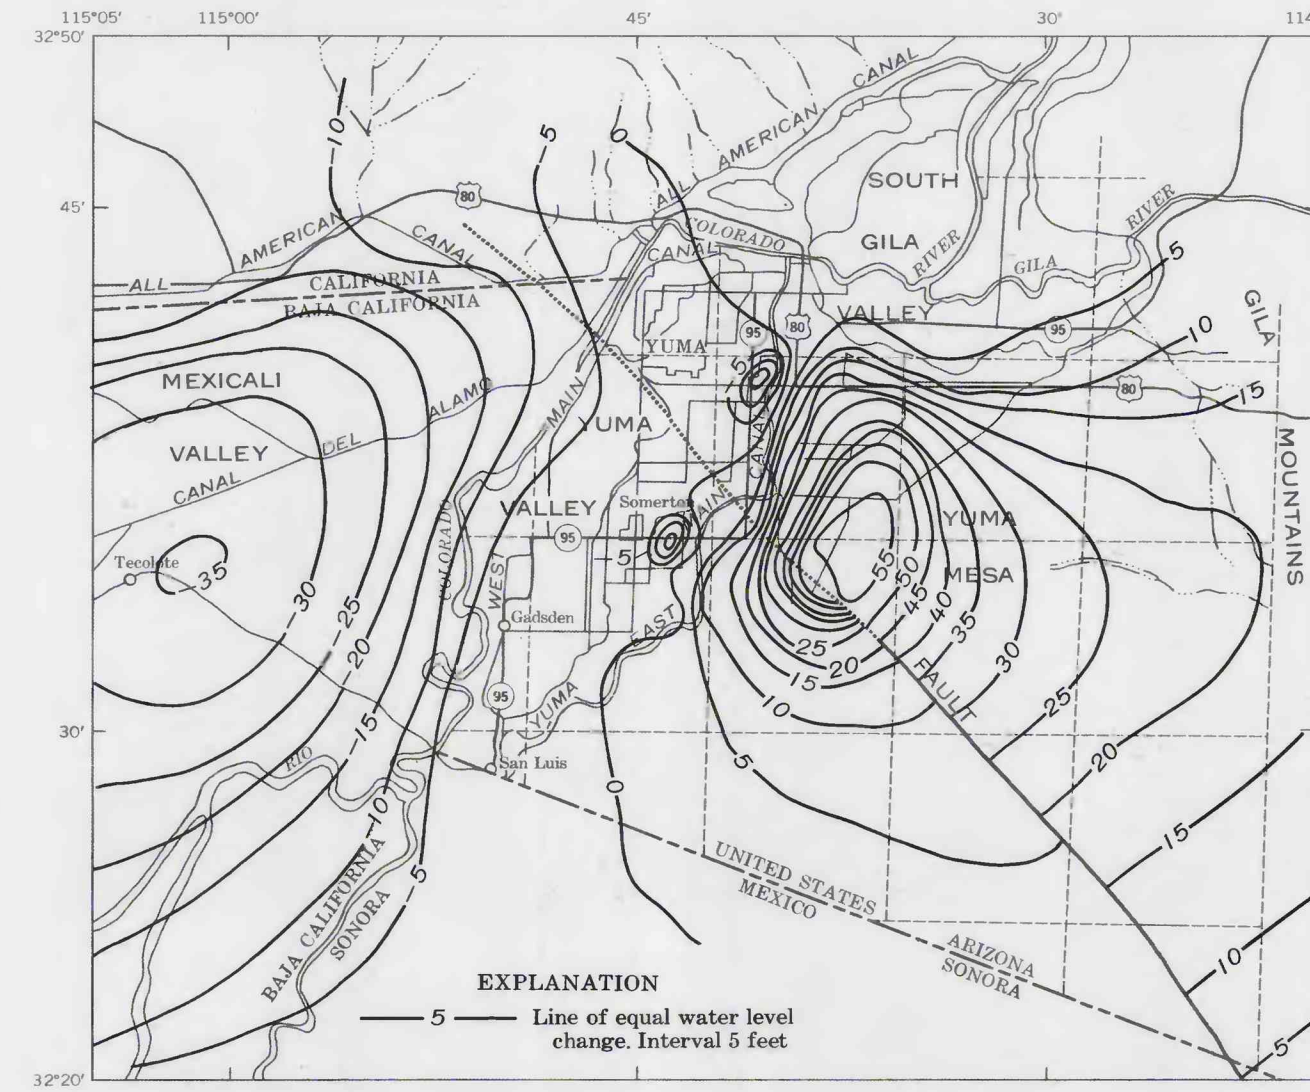 115°05′ 115°00′ 45′ 30′ 114
32°50′
45′
30′
32°20′
ALL AMERICAN CANAL
ALL AMERICAN CANAL
80
SOUTH
GILA
VALLEY
COLORADO
RIVER
GILA
RIVER
CANAL
CALIFORNIA
BAJA CALIFORNIA
MEXICALI
VALLEY
CANAL DEL ALAMO
Tecolote
YUMA
95
80
95
80
GILA
MOUNTAINS
YUMA
VALLEY
WEST MAIN
COLORADO
CANAL
Somerton
95
EAST MAIN
Gadsden
95
YUMA
San Luis
YUMA
MESA
FAULT
RIO
BAJA CALIFORNIA
SONORA
UNITED STATES
MEXICO
ARIZONA
SONORA
–10
–5
0
–35
–30
–25
–20
–15
–10
–5
–5
–5
0
5
10
15
55
50
45
40
35
30
25
20
15
10
5
25
20
15
10
5
EXPLANATION
5 Line of equal water level
change. Interval 5 feet